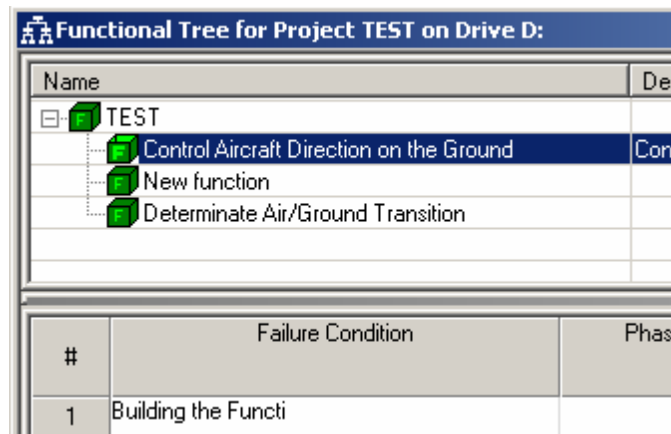 Functional Tree for Project TEST on Drive D:
Name De
TEST
Control Aircraft Direction on the Ground Con
New function
Determinate Air/Ground Transition
# Failure Condition Phas
1 Building the Functi